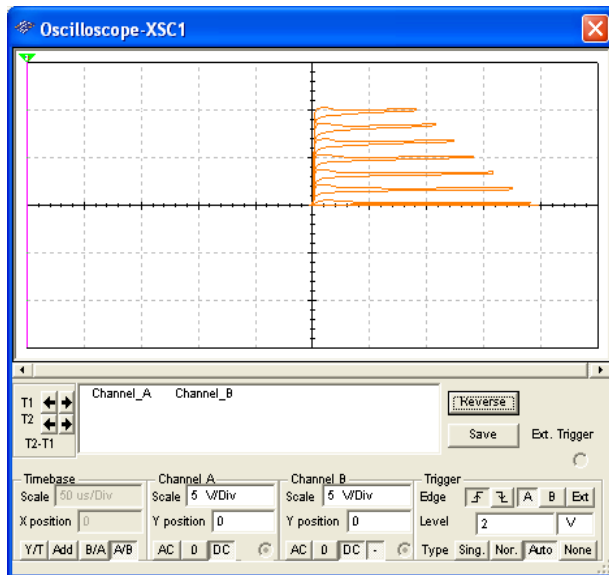 Oscilloscope-XSC1
1
T1
T2
T2-T1
Channel_A Channel_B
Reverse
Save
Ext. Trigger
Timebase
Scale 50 us/Div
X position 0
Y/T Add B/A A/B
Channel A
Scale 5 V/Div
Y position 0
AC 0 DC
Channel B
Scale 5 V/Div
Y position 0
AC 0 DC -
Trigger
Edge A B Ext
Level 2 V
Type Sing. Nor. Auto None